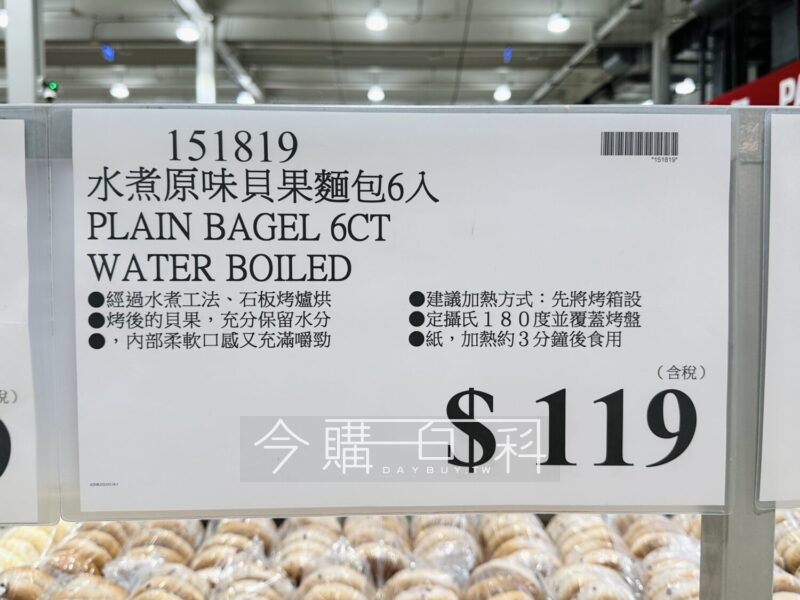 151819
*151819*
水煮原味貝果麵包6入
PLAIN BAGEL 6CT
WATER BOILED
●經過水煮工法、石板烤爐烘
●烤後的貝果，充分保留水分
●，內部柔軟口感又充滿嚼勁
●建議加熱方式：先將烤箱設
●定攝氏１８０度並覆蓋烤盤
●紙，加熱約３分鐘後食用
（含稅）
$ 119
今購百科
DAYBUY.TW
稅）